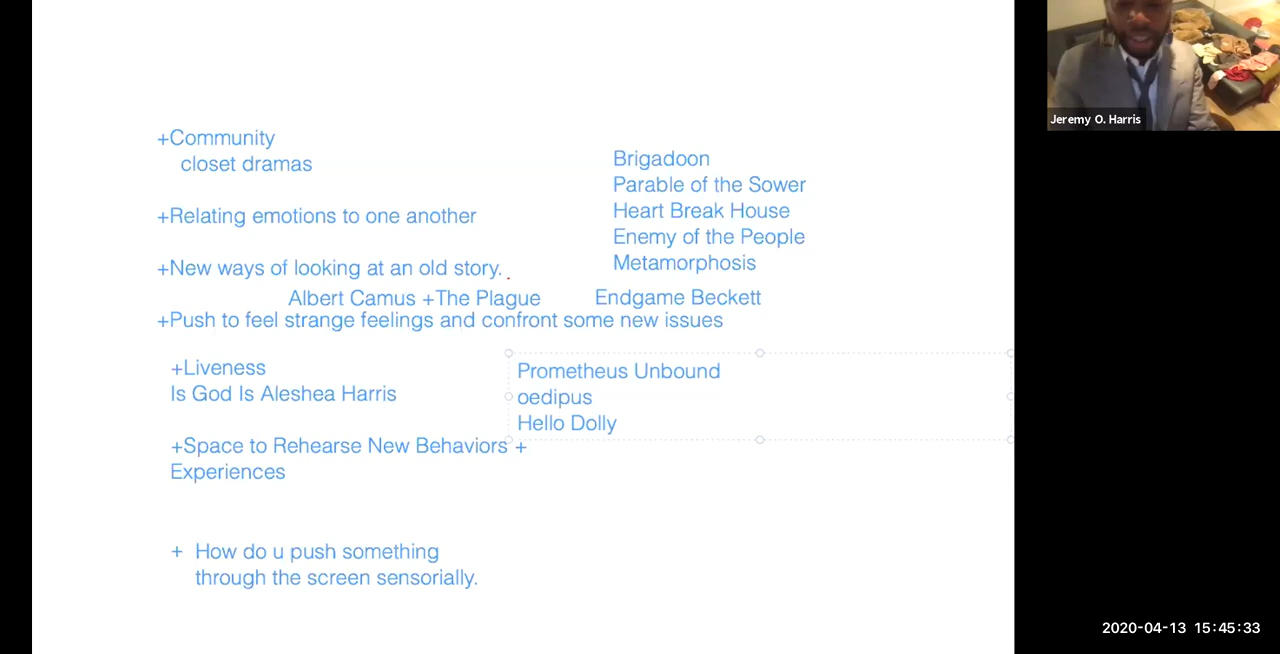 +Community
closet dramas
+Relating emotions to one another
+New ways of looking at an old story.
Albert Camus +The Plague
+Push to feel strange feelings and confront some new issues
+Liveness
Is God Is Aleshea Harris
+Space to Rehearse New Behaviors +
Experiences
+ How do u push something
through the screen sensorially.
Brigadoon
Parable of the Sower
Heart Break House
Enemy of the People
Metamorphosis
Endgame Beckett
Prometheus Unbound
oedipus
Hello Dolly
Jeremy O. Harris
2020-04-13 15:45:33